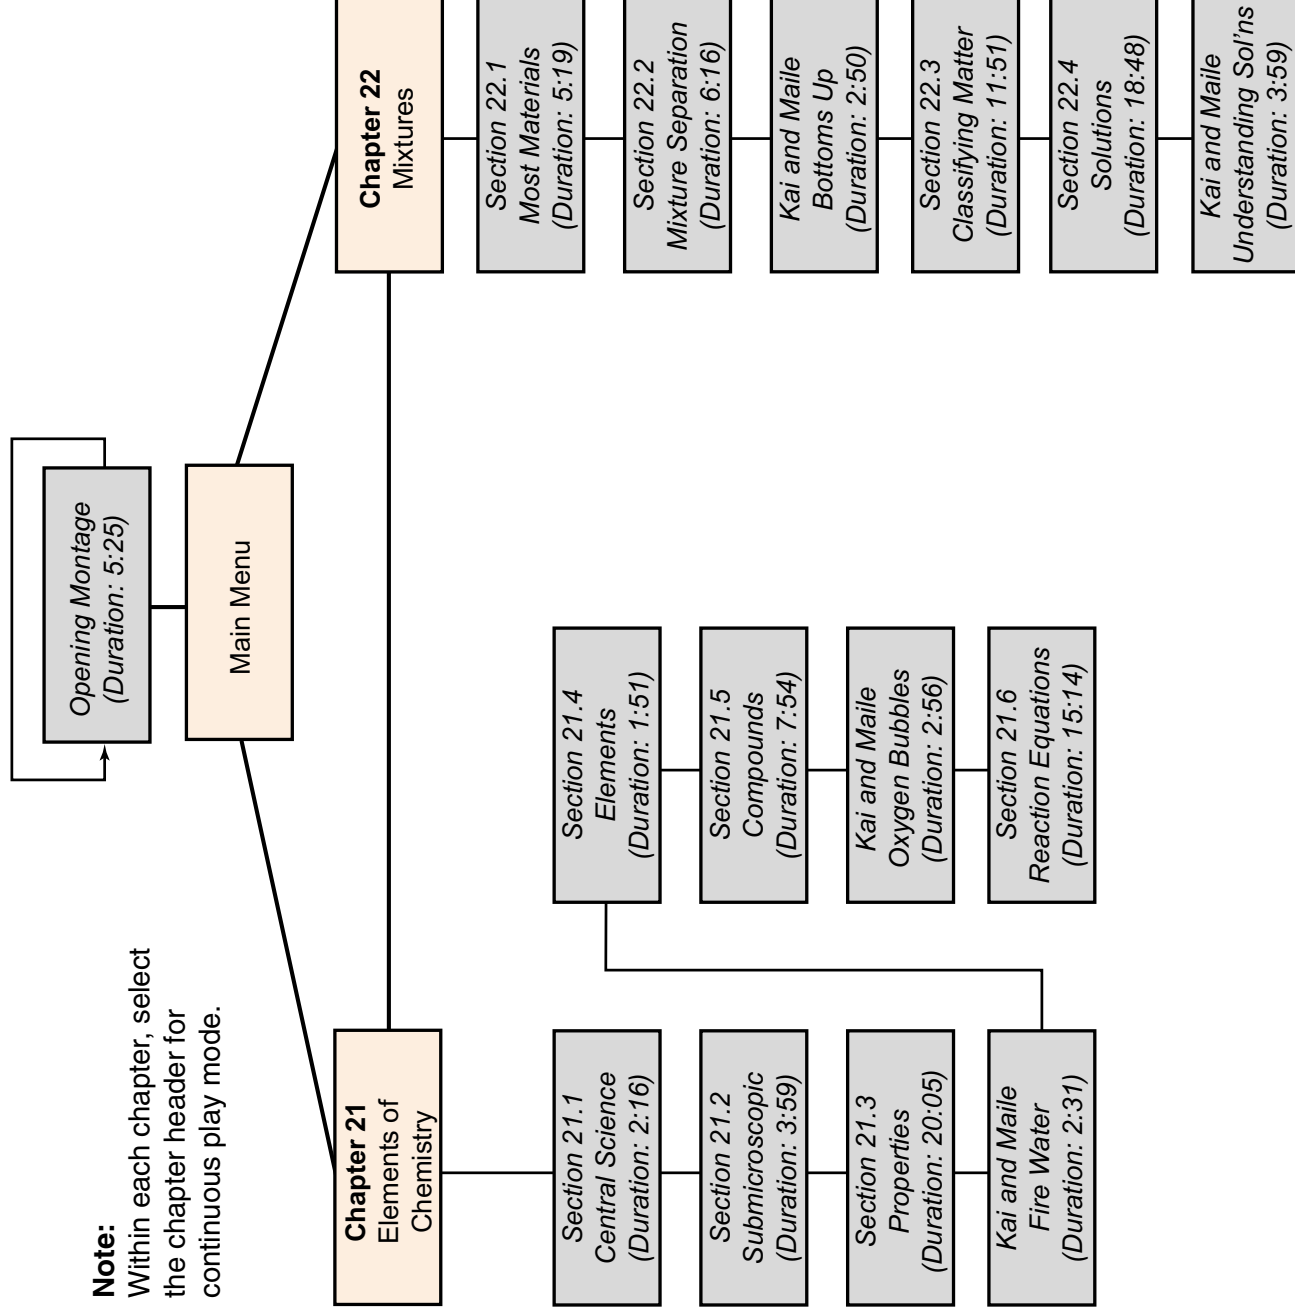 Note:
Within each chapter, select
the chapter header for
continuous play mode.
Opening Montage
(Duration: 5:25)
Main Menu
Chapter 21
Elements of
Chemistry
Section 21.1
Central Science
(Duration: 2:16)
Section 21.2
Submicroscopic
(Duration: 3:59)
Section 21.3
Properties
(Duration: 20:05)
Kai and Maile
Fire Water
(Duration: 2:31)
Section 21.4
Elements
(Duration: 1:51)
Section 21.5
Compounds
(Duration: 7:54)
Kai and Maile
Oxygen Bubbles
(Duration: 2:56)
Section 21.6
Reaction Equations
(Duration: 15:14)
Chapter 22
Mixtures
Section 22.1
Most Materials
(Duration: 5:19)
Section 22.2
Mixture Separation
(Duration: 6:16)
Kai and Maile
Bottoms Up
(Duration: 2:50)
Section 22.3
Classifying Matter
(Duration: 11:51)
Section 22.4
Solutions
(Duration: 18:48)
Kai and Maile
Understanding Sol'ns
(Duration: 3:59)